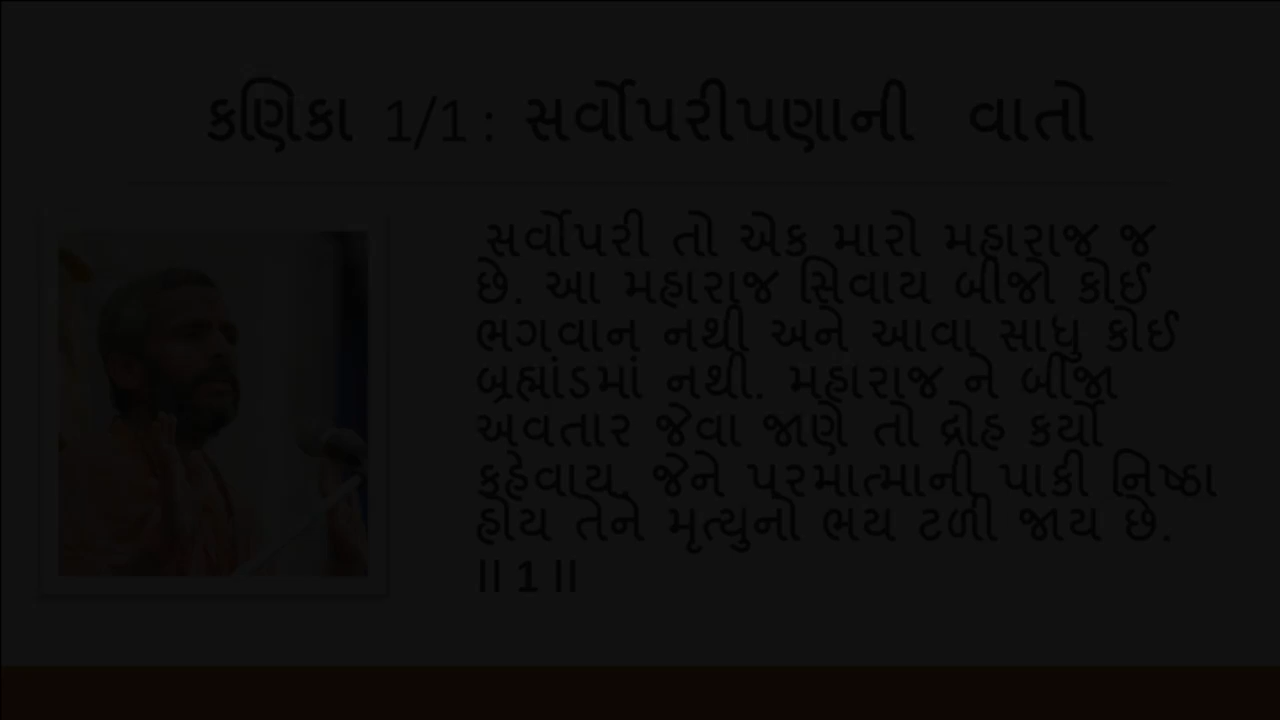 કણિકા 1/1 : સર્વોપરીપણાની વાતો
સર્વોપરી તો એક મારો મહારાજ જ
છે. આ મહારાજ સિવાય બીજો કોઈ
ભગવાન નથી અને આવા સાધુ કોઈ
બ્રહ્માંડમાં નથી. મહારાજ ને બીજા
અવતાર જેવા જાણે તો દ્રોહ કર્યો
કહેવાય. જેને પરમાત્માની પાકી નિષ્ઠા
હોય તેને મૃત્યુનો ભય ટળી જાય છે.
|| 1 ||